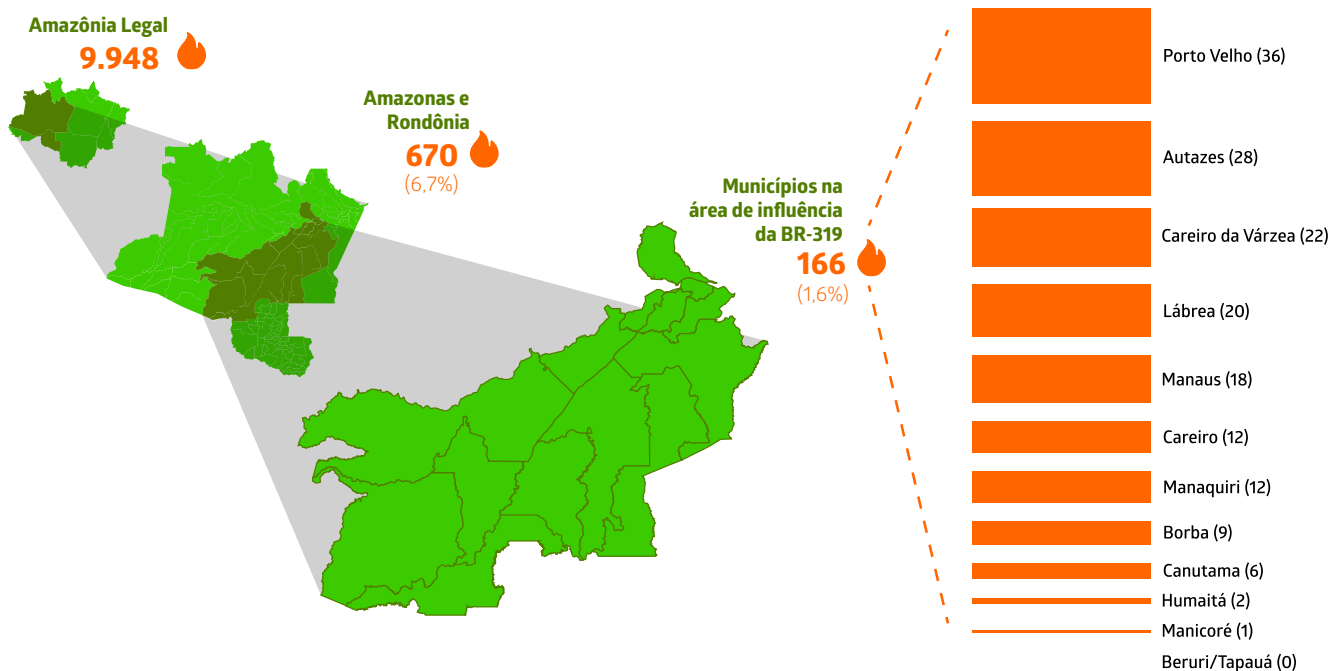 Amazônia Legal
9.948
Amazonas e
Rondônia
670
(6,7%)
Municípios na
área de influência
da BR-319
166
(1,6%)
Porto Velho (36)
Autazes (28)
Careiro da Várzea (22)
Lábrea (20)
Manaus (18)
Careiro (12)
Manaquiri (12)
Borba (9)
Canutama (6)
Humaitá (2)
Manicoré (1)
Beruri/Tapauá (0)